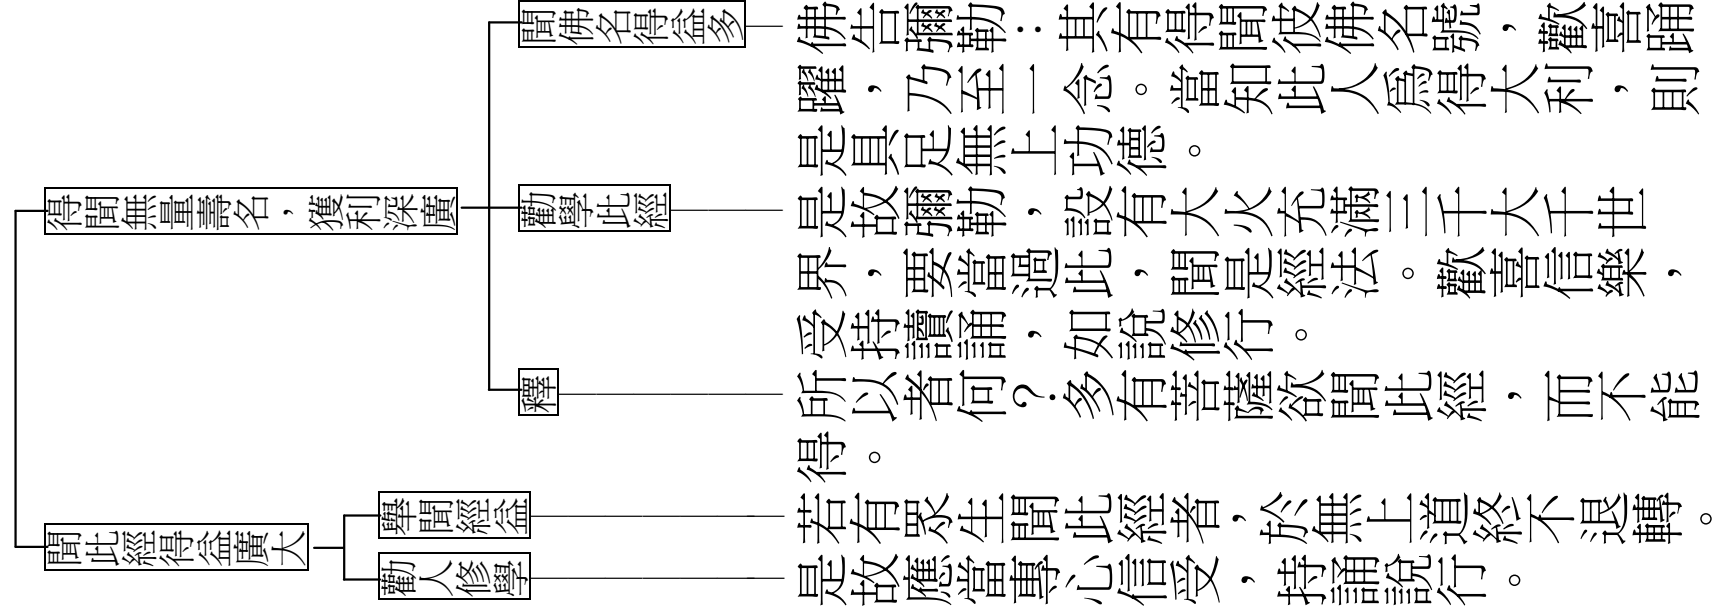 得聞無量壽名，獲利深廣
聞佛名得益多
佛告彌勒：其有得聞彼佛名號，歡喜踊
躍，乃至一念。當知此人爲得大利，則
是具足無上功德。
勸學此經
是故彌勒，設有大火充滿三千大千世
界，要當過此，聞是經法。歡喜信樂，
受持讀誦，如說修行。
釋
所以者何？多有菩薩欲聞此經，而不能
得。
聞此經得益廣大
舉聞經益
若有眾生聞此經者，於無上道終不退轉。
勸人修學
是故應當專心信受，持誦說行。